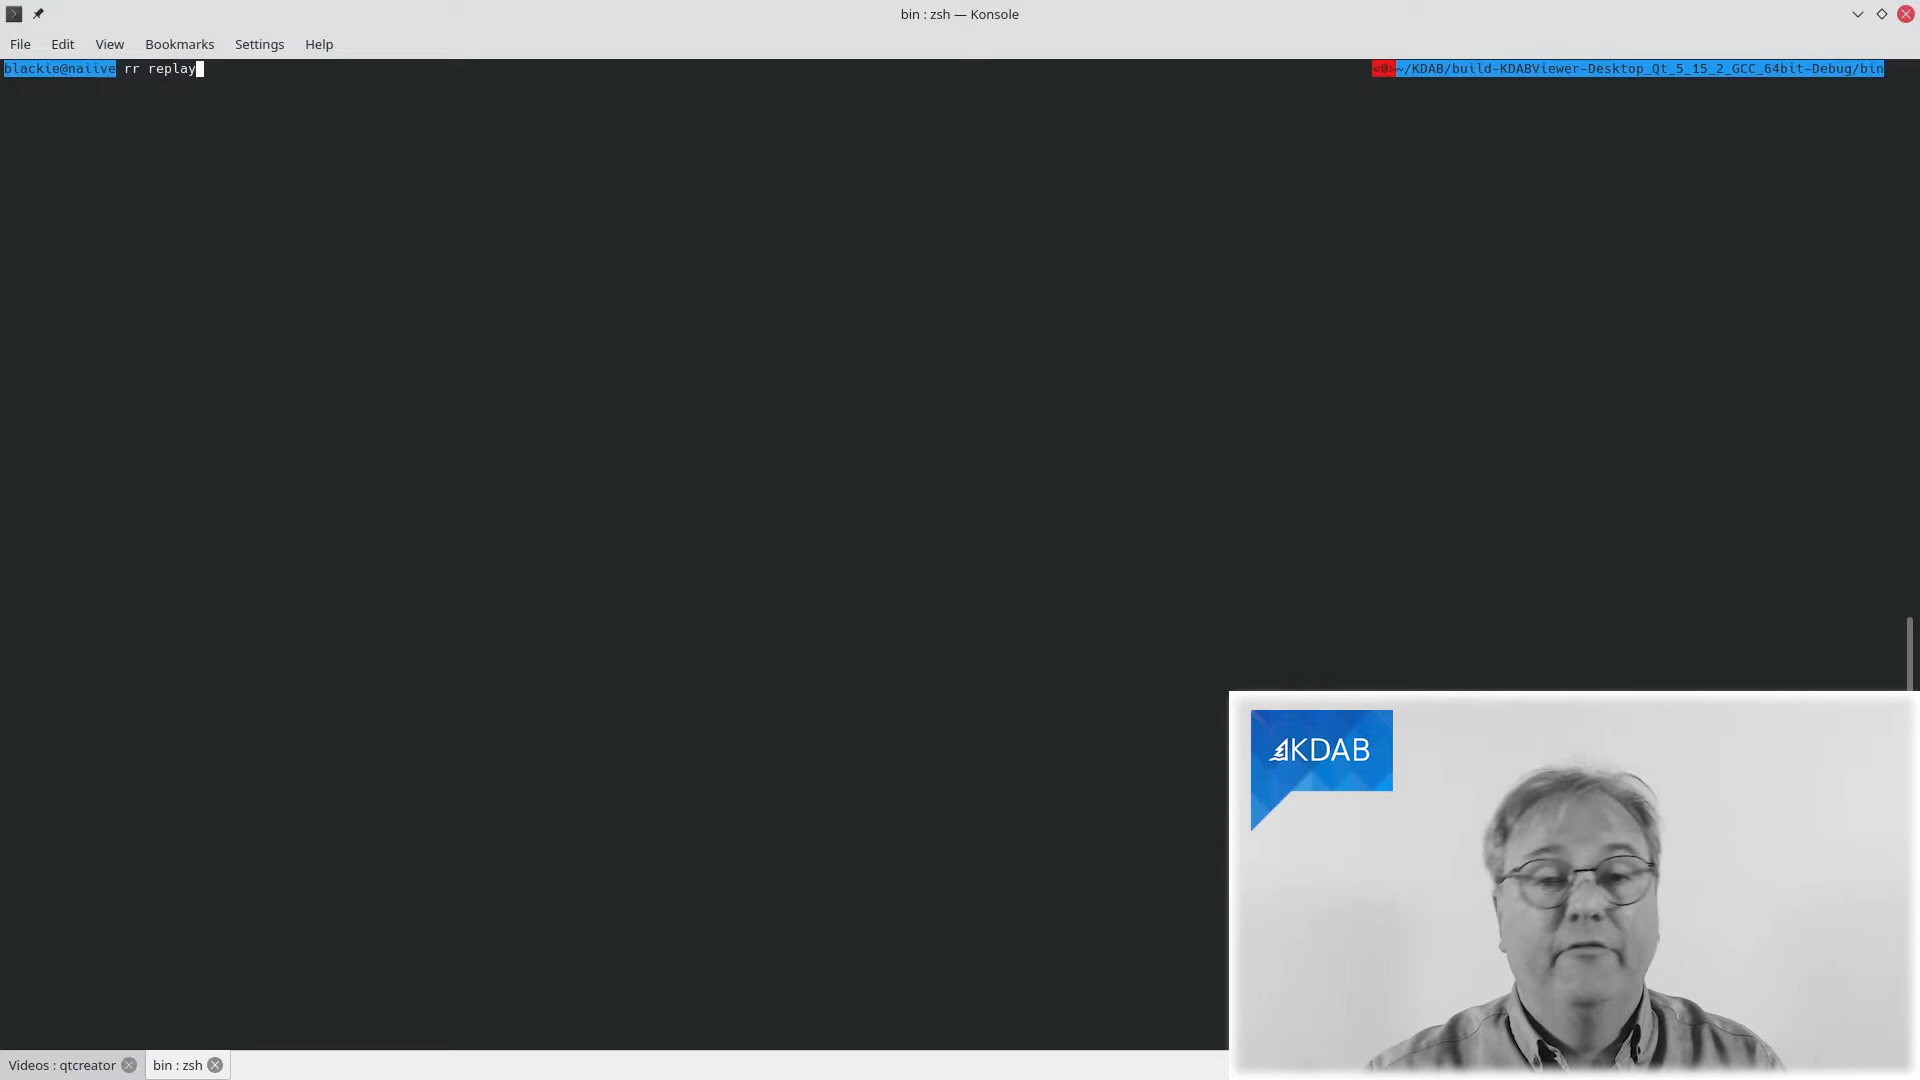 bin : zsh — Konsole
File Edit View Bookmarks Settings Help
blackie@naiive rr replay <0>~/KDAB/build-KDABViewer-Desktop_Qt_5_15_2_GCC_64bit-Debug/bin
KDAB
Videos : qtcreator bin : zsh